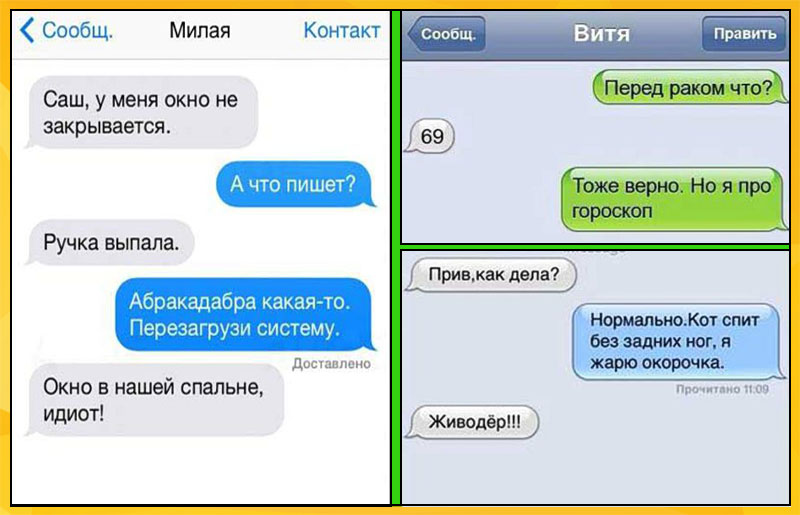 Сообщ.
Милая
Контакт
Саш, у меня окно не
закрывается.
А что пишет?
Ручка выпала.
Абракадабра какая-то.
Перезагрузи систему.
Доставлено
Окно в нашей спальне,
идиот!
Сообщ.
Витя
Править
Перед раком что?
69
Тоже верно. Но я про
гороскоп
Прив,как дела?
Нормально.Кот спит
без задних ног, я
жарю окорочка.
Прочитано 11:09
Живодёр!!!